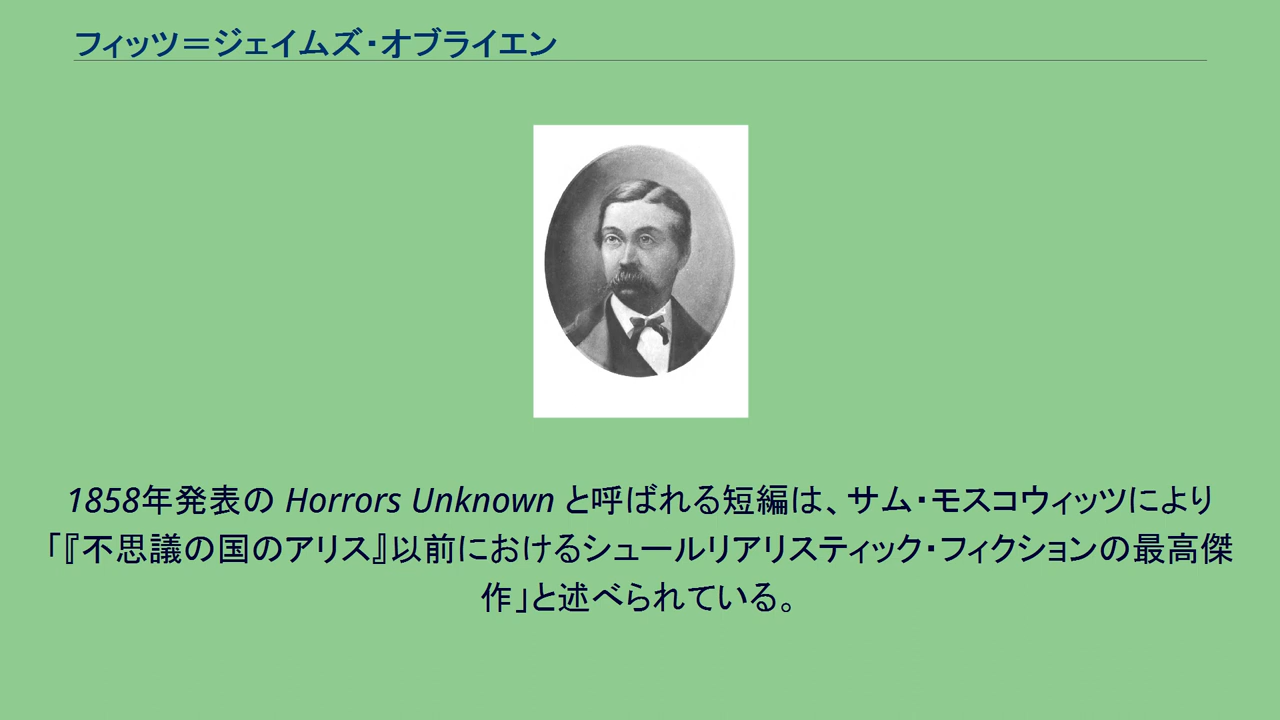 フィッツ＝ジェイムズ・オブライエン
1858年発表の Horrors Unknown と呼ばれる短編は、サム・モスコウィッツにより
「『不思議の国のアリス』以前におけるシュールリアリスティック・フィクションの最高傑
作」と述べられている。